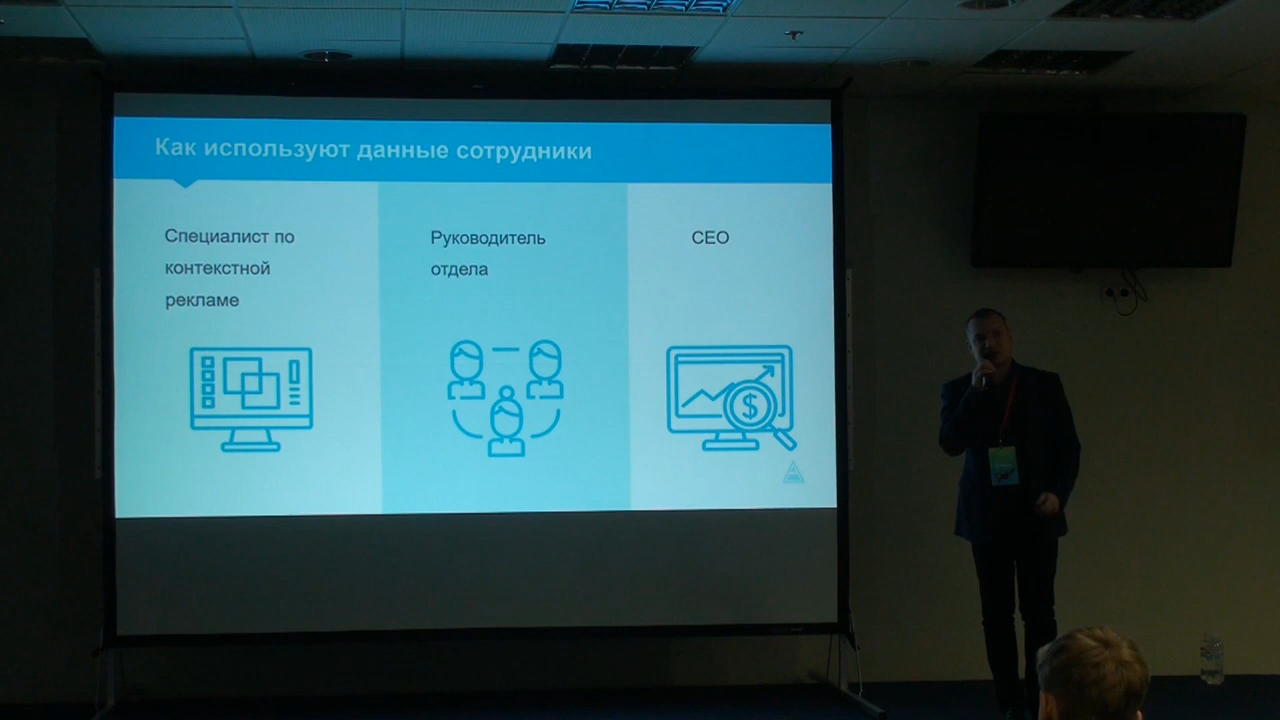 Как используют данные сотрудники
Специалист по
контекстной
рекламе
Руководитель
отдела
CEO
$